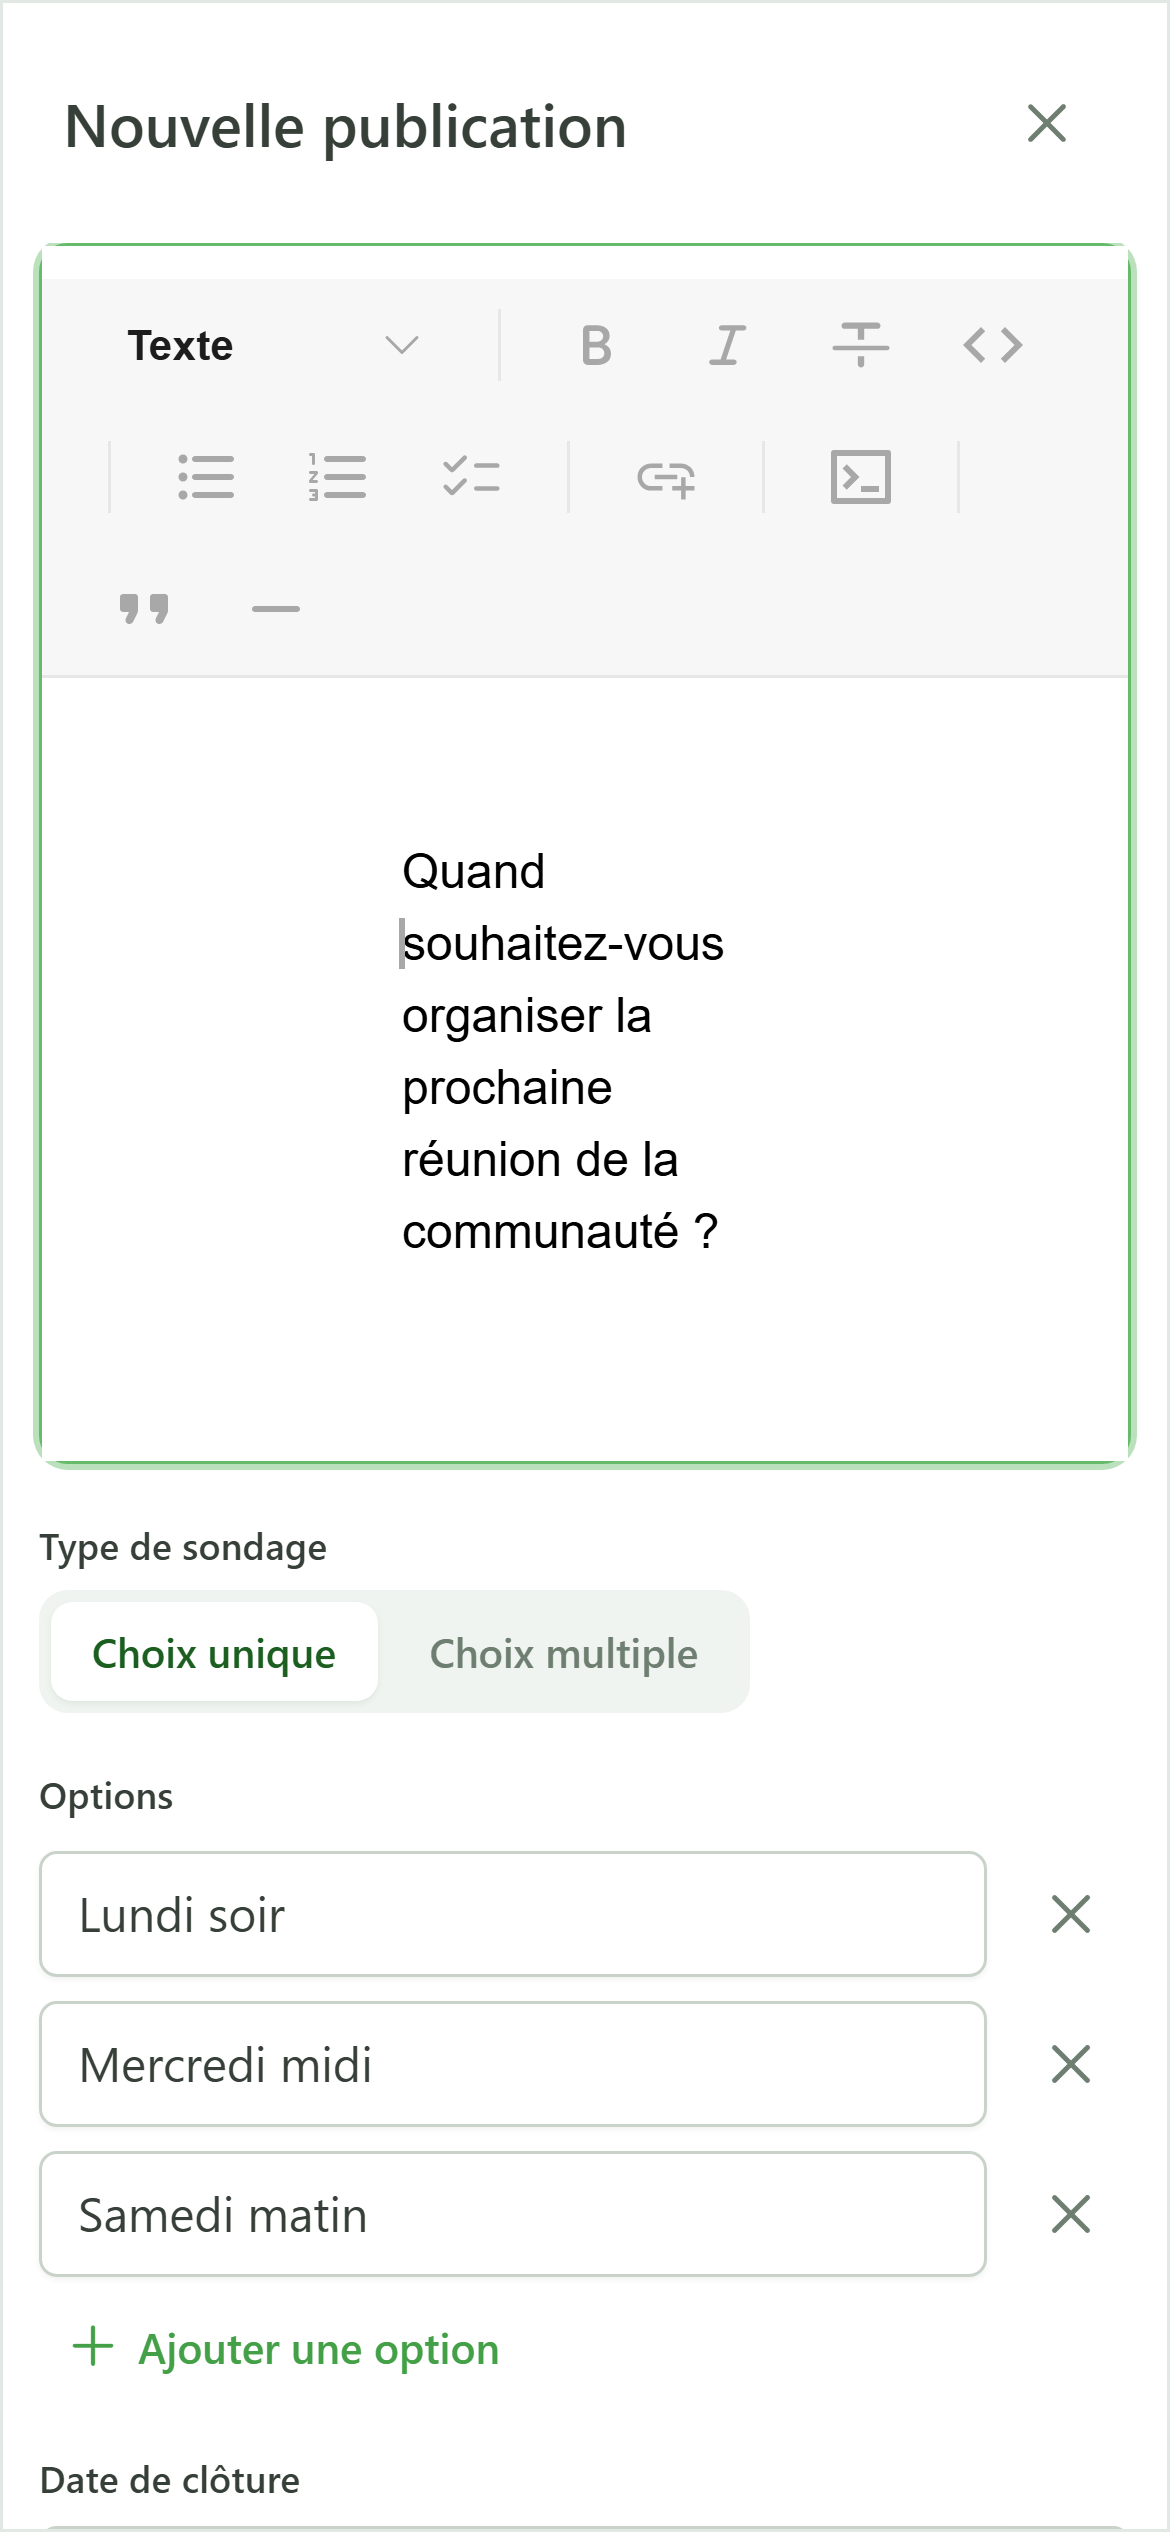 Nouvelle publication
Texte
Quand
souhaitez-vous
organiser la
prochaine
réunion de la
communauté ?
Type de sondage
Choix unique
Choix multiple
Options
Lundi soir
Mercredi midi
Samedi matin
Ajouter une option
Date de clôture